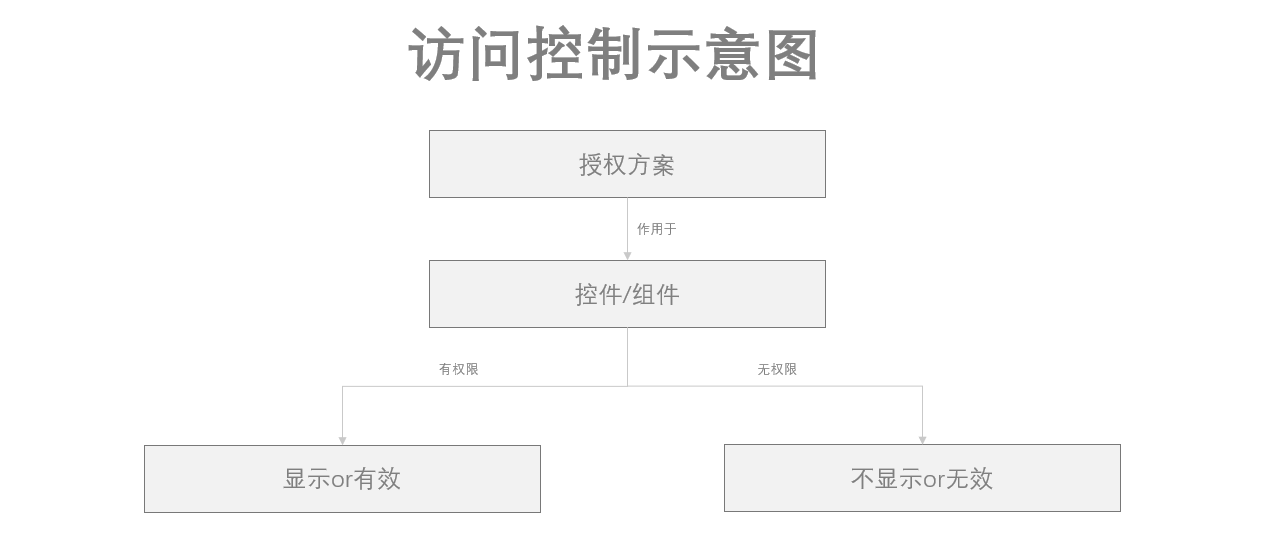 访问控制示意图
授权方案
作用于
控件/组件
有权限
无权限
显示or有效
不显示or无效